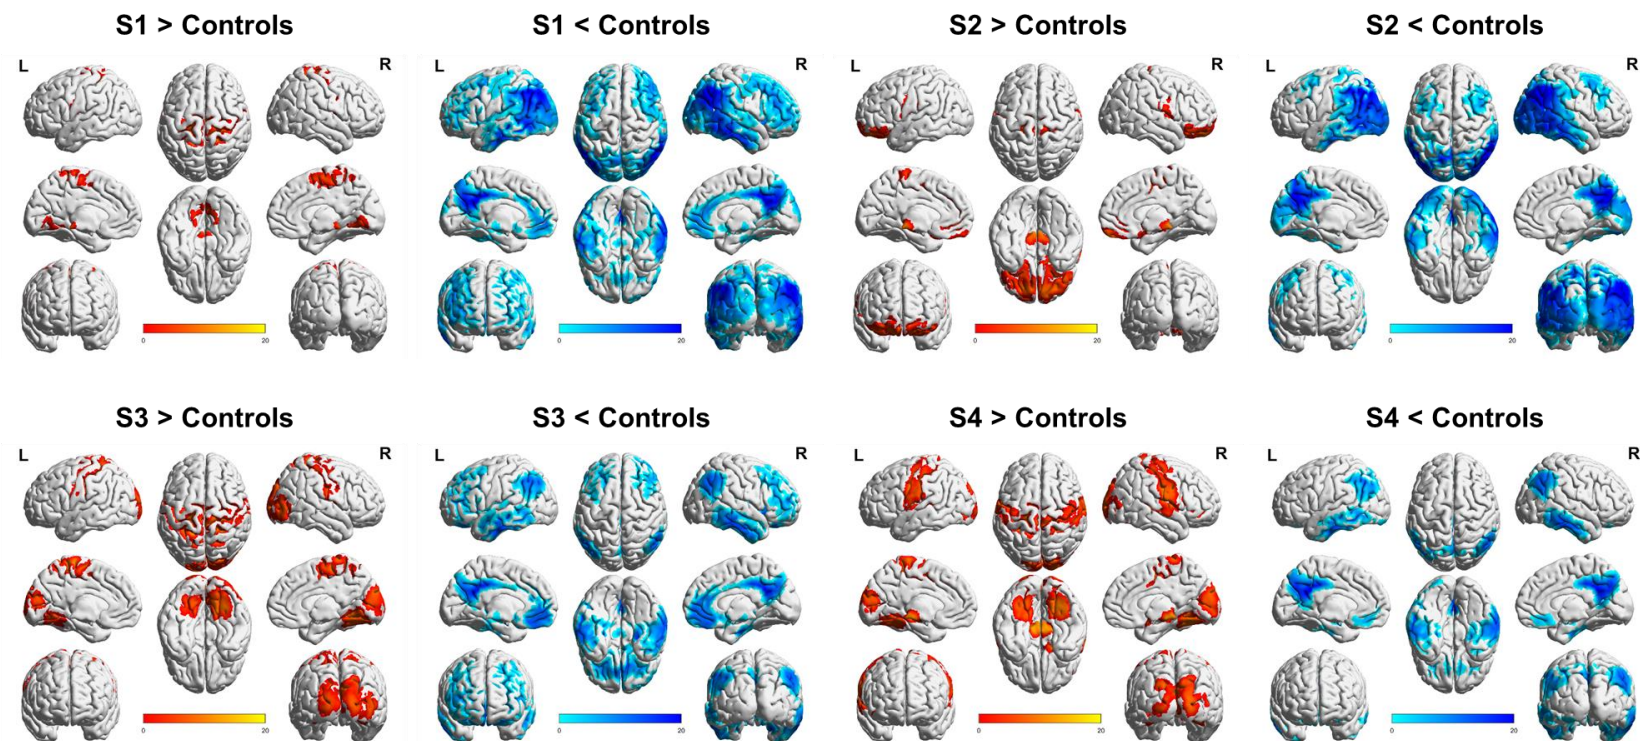 S1 > Controls
S1 < Controls
S2 > Controls
S2 < Controls
L R L R L R L R
0 20 0 20 0 20 0 20
S3 > Controls
S3 < Controls
S4 > Controls
S4 < Controls
L R L R L R L R
0 20 0 20 0 20 0 20